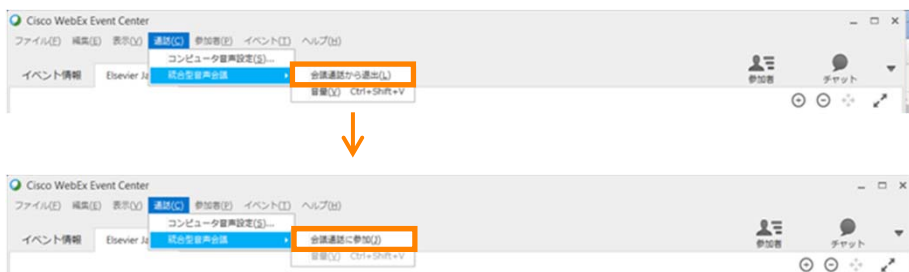 Cisco WebEx Event Center
ファイル(F) 編集(E) 表示(V) 通話(C) 参加者(P) イベント(T) ヘルプ(H)
コンピュータ音声設定(S)...
イベント情報 Elsevier Ja 統合型音声会議 会議通話から退出(L) 参加者 チャット
音量(V) Ctrl+Shift+V
Cisco WebEx Event Center
ファイル(F) 編集(E) 表示(V) 通話(C) 参加者(P) イベント(T) ヘルプ(H)
コンピュータ音声設定(S)...
イベント情報 Elsevier Ja 統合型音声会議 会議通話に参加(J) 参加者 チャット
音量(V) Ctrl+Shift+V